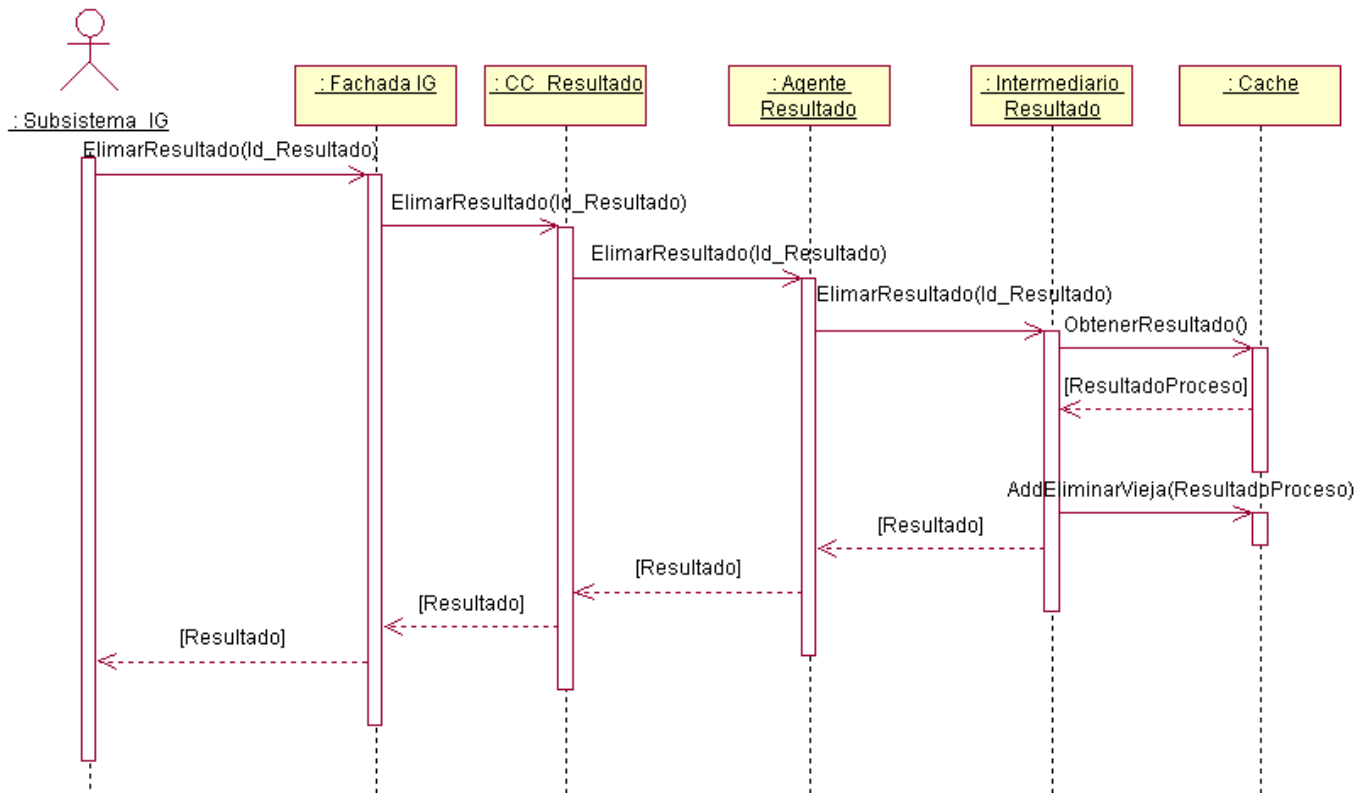 : Fachada IG
: CC_Resultado
: Agente
Resultado
: Intermediario
Resultado
: Cache
: Subsistema_IG
ElimarResultado(Id_Resultado)
ElimarResultado(Id_Resultado)
ElimarResultado(Id_Resultado)
ElimarResultado(Id_Resultado)
ObtenerResultado()
[ResultadoProceso]
AddEliminarVieja(ResultadoProceso)
[Resultado]
[Resultado]
[Resultado]
[Resultado]